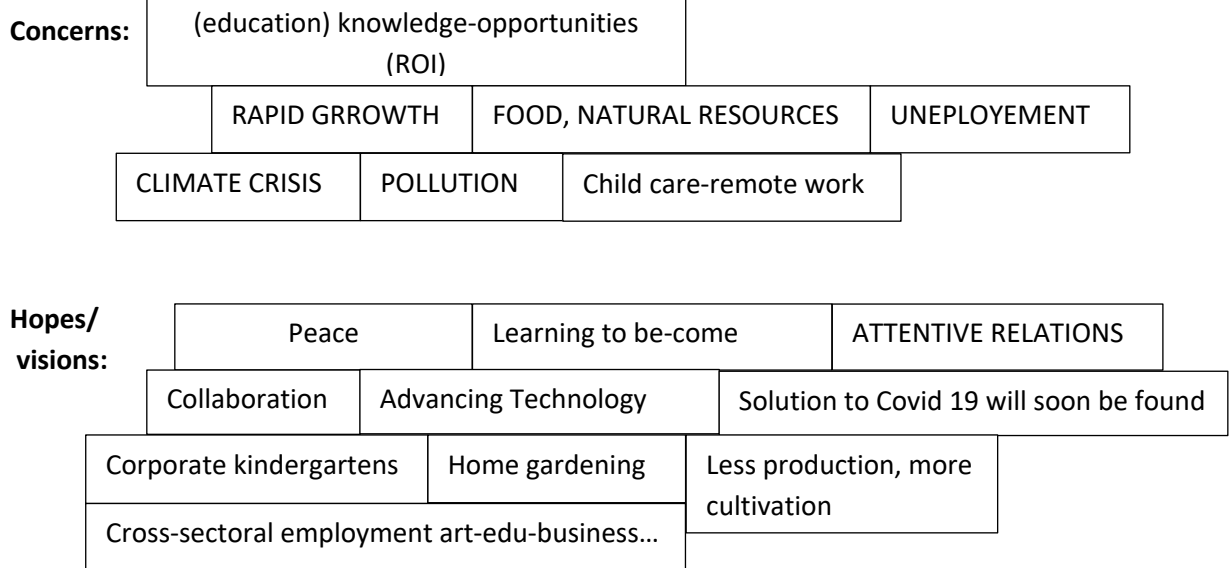 Concerns:
(education) knowledge-opportunities
(ROI)
RAPID GRROWTH
FOOD, NATURAL RESOURCES
UNEPLOYEMENT
CLIMATE CRISIS
POLLUTION
Child care-remote work
Hopes/
visions:
Peace
Learning to be-come
ATTENTIVE RELATIONS
Collaboration
Advancing Technology
Solution to Covid 19 will soon be found
Corporate kindergartens
Home gardening
Less production, more
cultivation
Cross-sectoral employment art-edu-business…